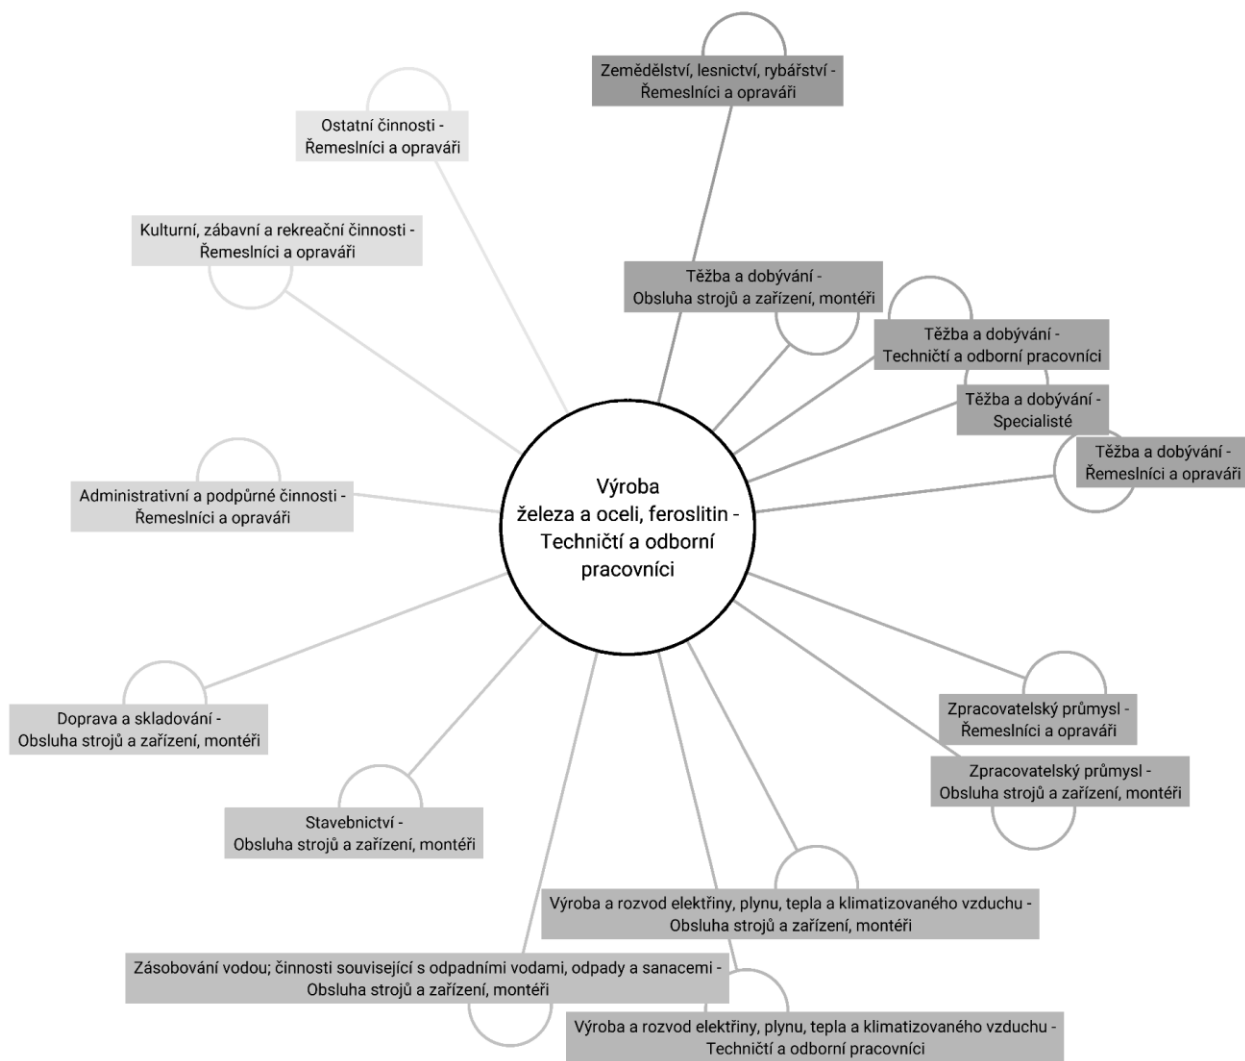 Zemědělství, lesnictví, rybářství -
Řemeslníci a opraváři
Ostatní činnosti -
Řemeslníci a opraváři
Kulturní, zábavní a rekreační činnosti -
Řemeslníci a opraváři
Těžba a dobývání -
Obsluha strojů a zařízení, montéři
Těžba a dobývání -
Techničtí a odborní pracovníci
Těžba a dobývání -
Specialisté
Těžba a dobývání -
Řemeslníci a opraváři
Výroba
železa a oceli, feroslitin -
Techničtí a odborní
pracovníci
Administrativní a podpůrné činnosti -
Řemeslníci a opraváři
Doprava a skladování -
Obsluha strojů a zařízení, montéři
Zpracovatelský průmysl -
Řemeslníci a opraváři
Zpracovatelský průmysl -
Obsluha strojů a zařízení, montéři
Stavebnictví -
Obsluha strojů a zařízení, montéři
Výroba a rozvod elektřiny, plynu, tepla a klimatizovaného vzduchu -
Obsluha strojů a zařízení, montéři
Zásobování vodou; činnosti související s odpadními vodami, odpady a sanacemi -
Obsluha strojů a zařízení, montéři
Výroba a rozvod elektřiny, plynu, tepla a klimatizovaného vzduchu -
Techničtí a odborní pracovníci